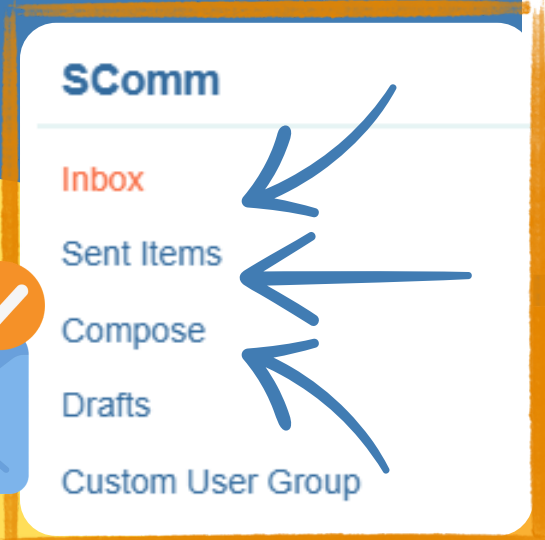 SComm
Inbox
Sent Items
Compose
Drafts
Custom User Group